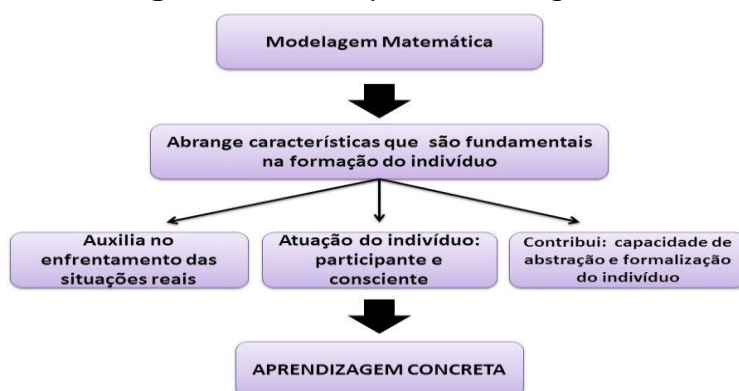 Modelagem Matemática
Abrange características que são fundamentais
na formação do indivíduo
Auxilia no
enfrentamento das
situações reais
Atuação do indivíduo:
participante e
consciente
Contribui: capacidade de
abstração e formalização
do indivíduo
APRENDIZAGEM CONCRETA